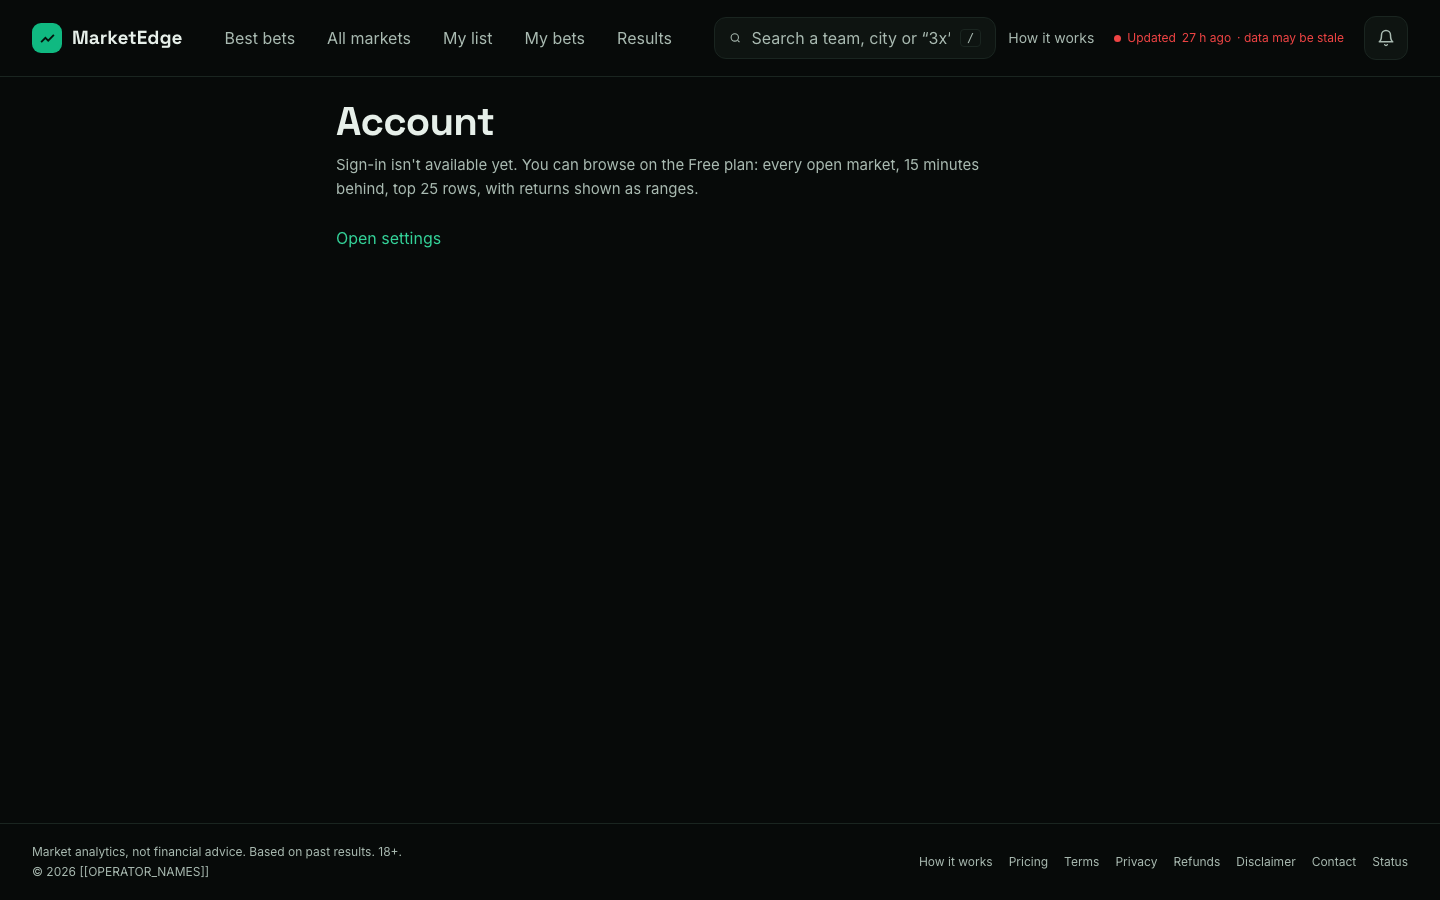 MarketEdge
Best bets
All markets
My list
My bets
Results
Search a team, city or “3x’
/
How it works
Updated 27 h ago · data may be stale
Account
Sign-in isn't available yet. You can browse on the Free plan: every open market, 15 minutes
behind, top 25 rows, with returns shown as ranges.
Open settings
Market analytics, not financial advice. Based on past results. 18+.
© 2026 [[OPERATOR_NAMES]]
How it works
Pricing
Terms
Privacy
Refunds
Disclaimer
Contact
Status